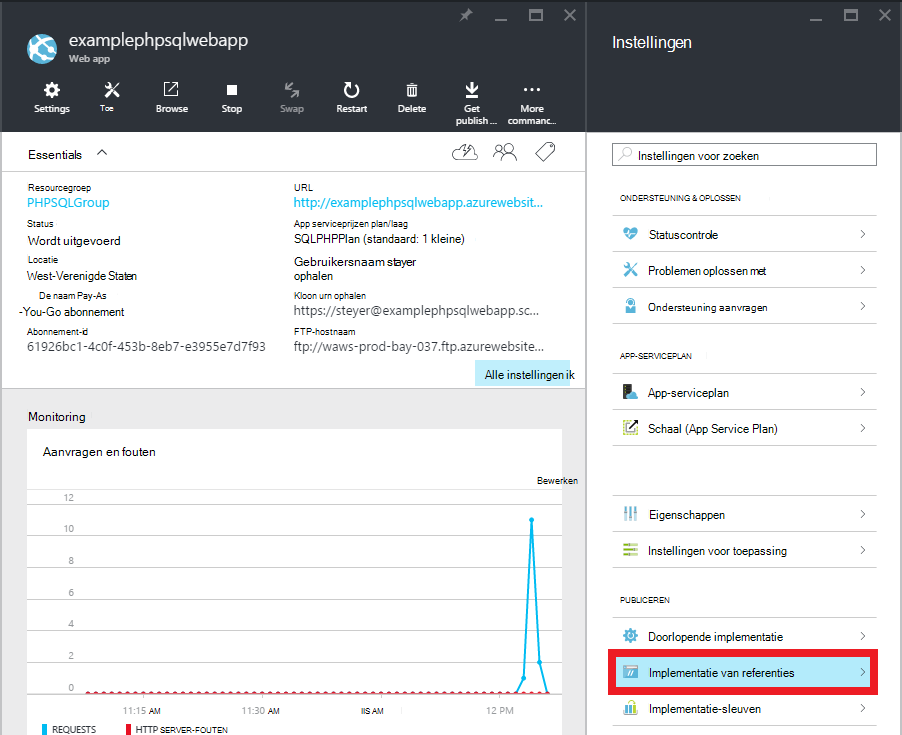 examplephpsqlwebapp
Web app
Settings
Toe
Browse
Stop
Swap
Restart
Delete
Get publish ...
More commanc...
Essentials
Resourcegroep
PHPSQLGroup
Status
Wordt uitgevoerd
Locatie
West-Verenigde Staten
De naam Pay-As
-You-Go abonnement
Abonnement-id
61926bc1-4c0f-453b-8eb7-e3955e7d7f93
URL
http://examplephpsqlwebapp.azurewebsit...
App serviceprijzen plan/laag
SQLPHPPlan (standaard: 1 kleine)
Gebruikersnaam stayer
ophalen
Kloon urn ophalen
https://steyer@examplephpsqlwebapp.sc...
FTP-hostnaam
ftp://waws-prod-bay-037.ftp.azurewebsite...
Alle instellingen ik
Monitoring
Aanvragen en fouten
Bewerken
12
10
8
6
4
2
0
11:15 AM
11:30 AM
IIS AM
12 PM
REQUESTS
HTTP SERVER-FOUTEN
Instellingen
Instellingen voor zoeken
ONDERSTEUNING & OPLOSSEN
Statuscontrole
Problemen oplossen met
Ondersteuning aanvragen
APP-SERVICEPLAN
App-serviceplan
Schaal (App Service Plan)
Eigenschappen
Instellingen voor toepassing
PUBLICEREN
Doorlopende implementatie
Implementatie van referenties
Implementatie-sleuven